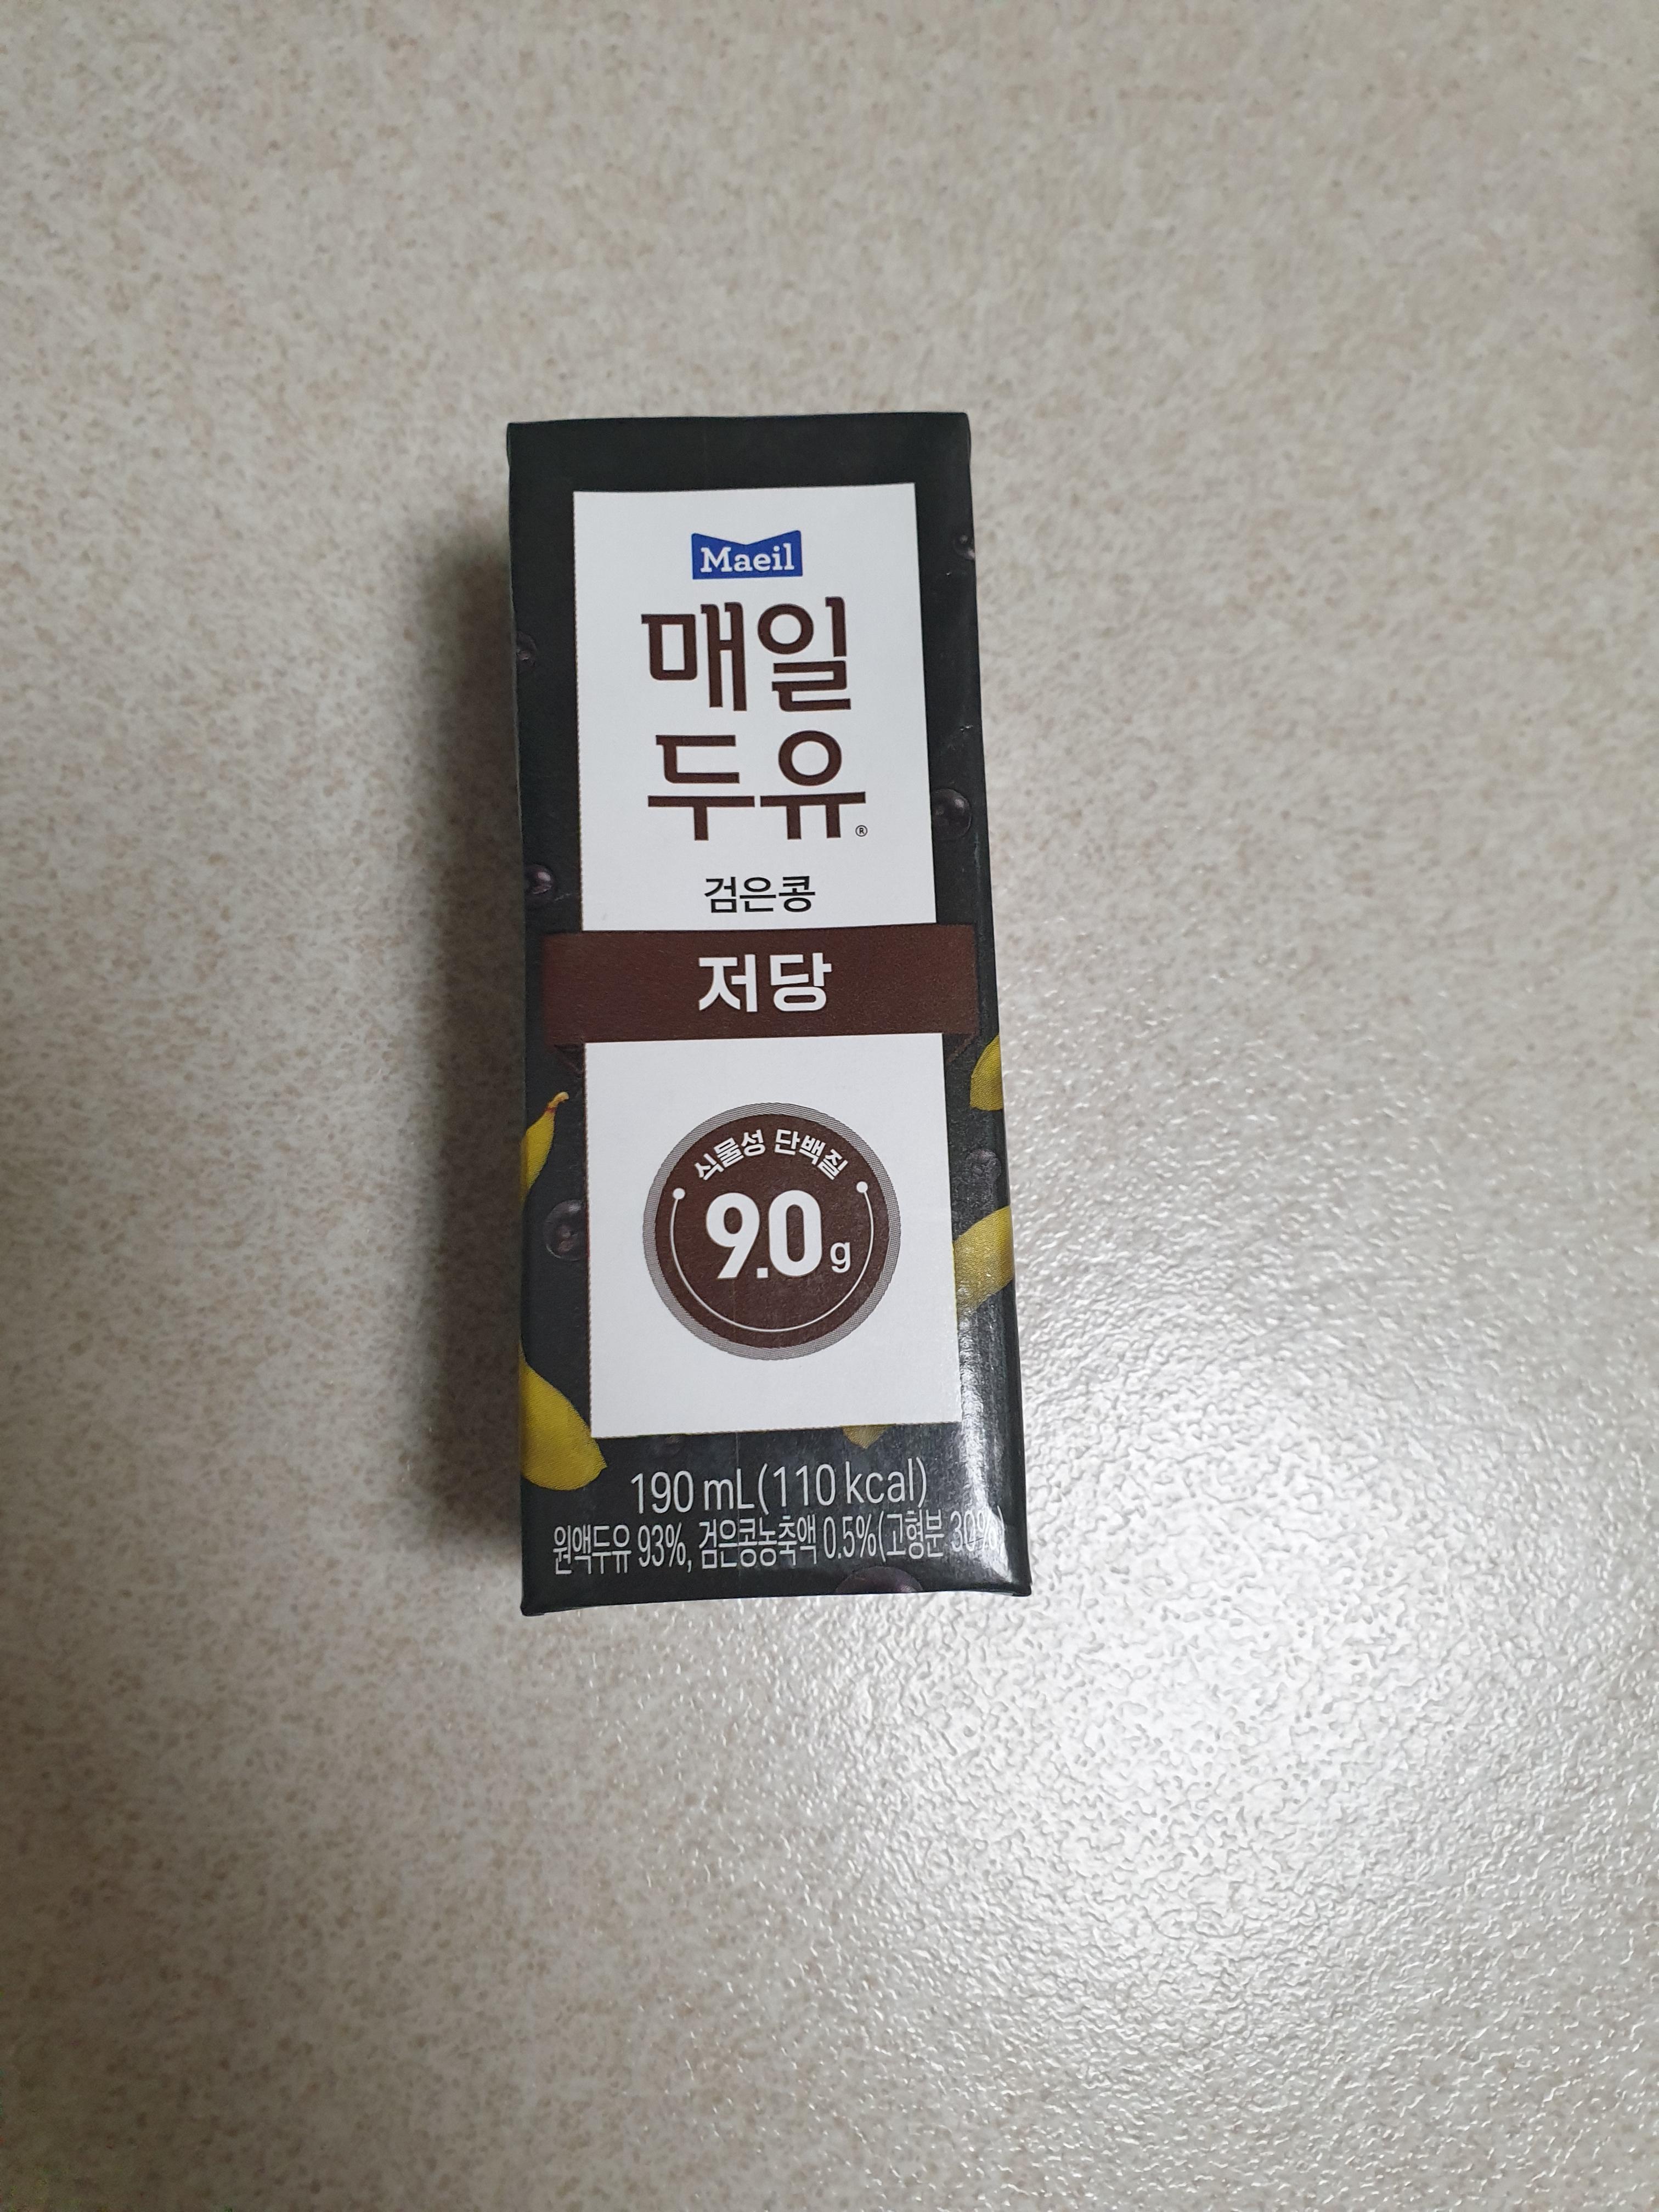 Maeil
매일
두유®
검은콩
저당
식물성 단백질
9.0 g
190 mL(110 kcal)
원액두유 93%, 검은콩농축액 0.5%(고형분 30%)